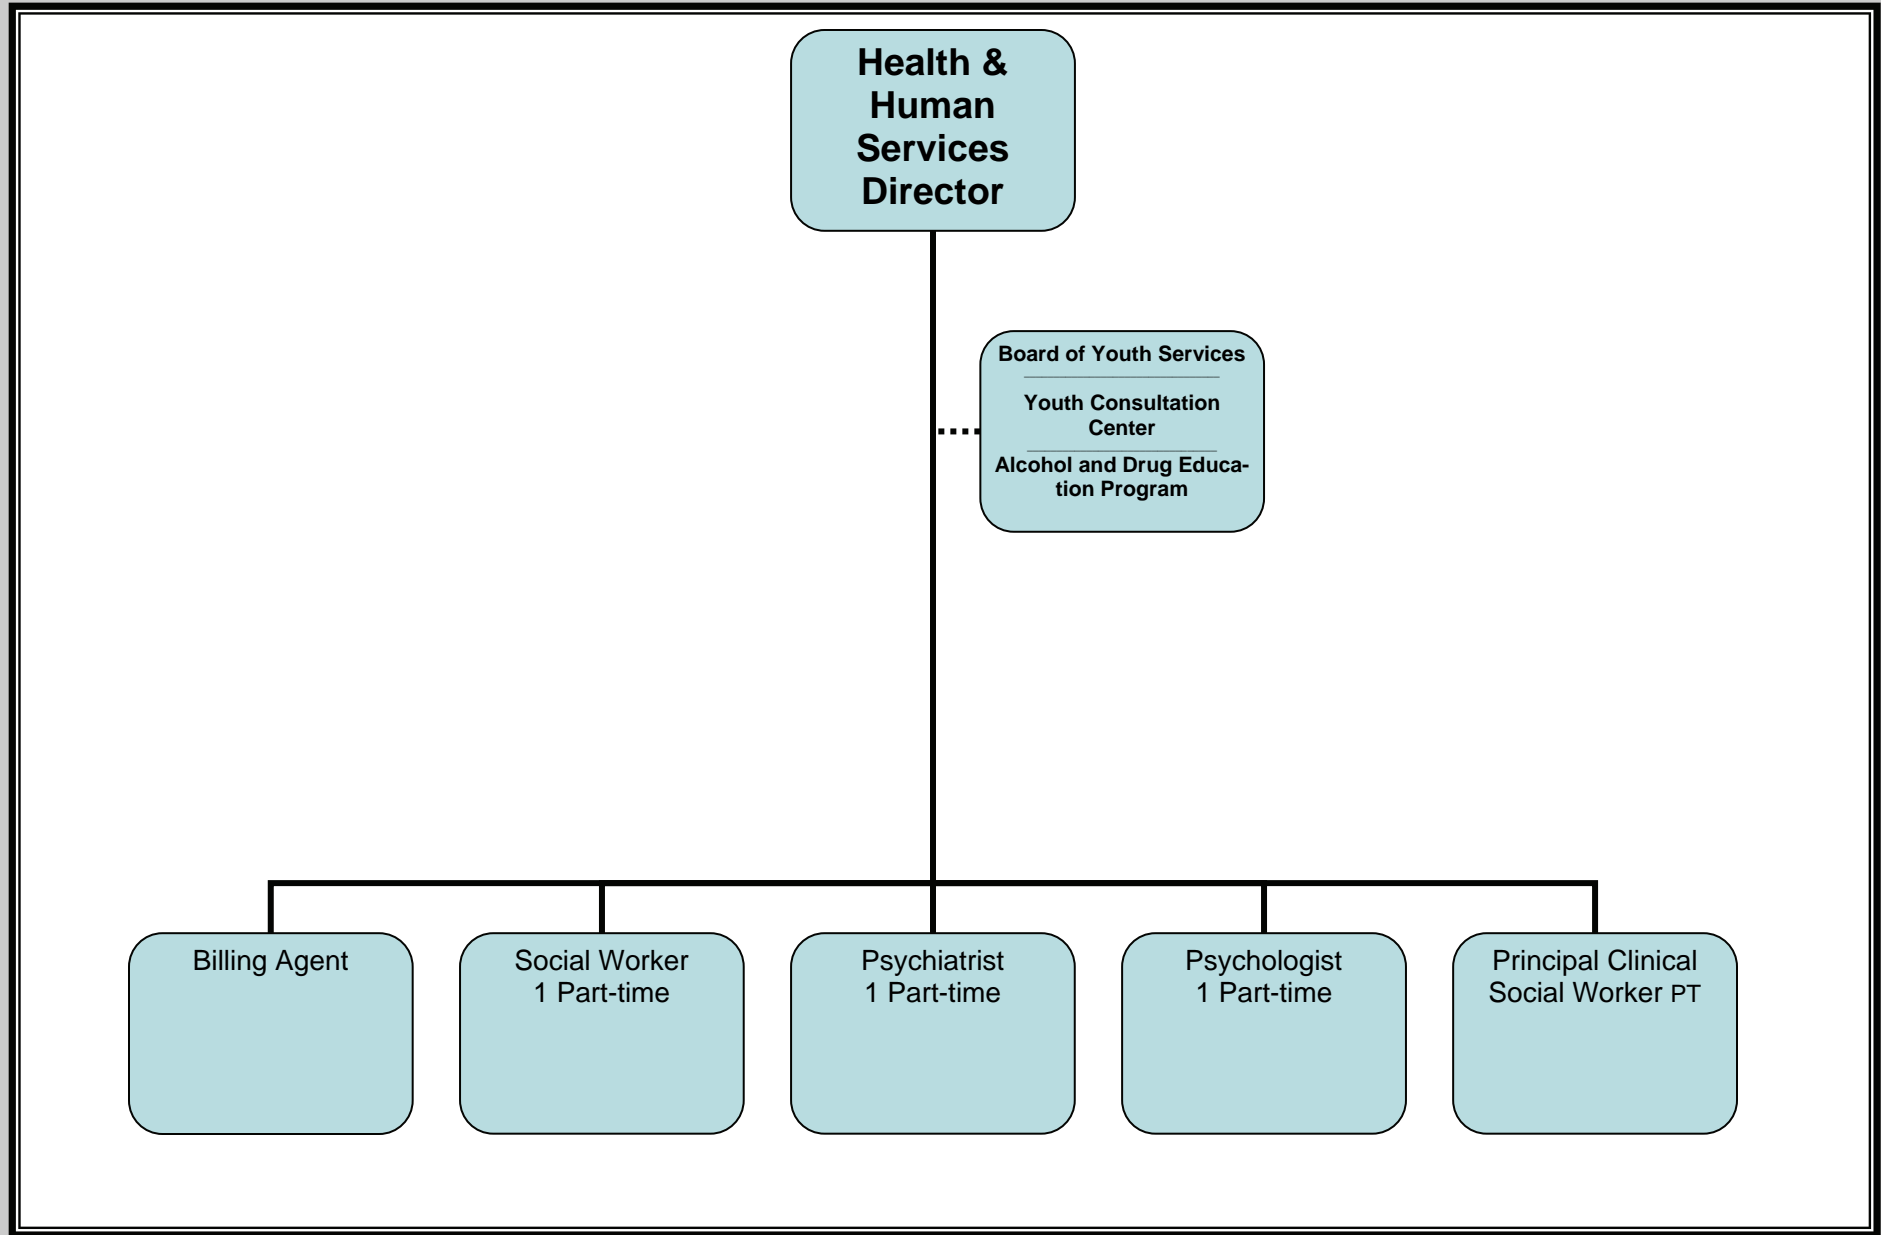 Health &
Human
Services
Director
Board of Youth Services
Youth Consultation
Center
Alcohol and Drug Educa-
tion Program
Billing Agent
Social Worker
1 Part-time
Psychiatrist
1 Part-time
Psychologist
1 Part-time
Principal Clinical
Social Worker PT